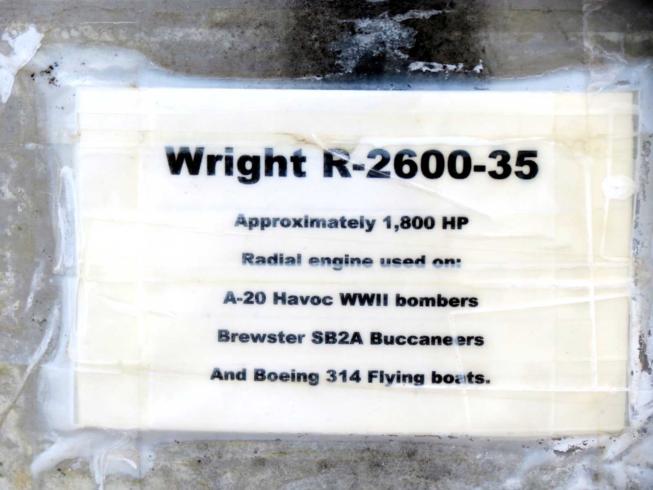 Wright R-2600-35
Approximately 1,800 HP
Radial engine used on:
A-20 Havoc WWII bombers
Brewster SB2A Buccaneers
And Boeing 314 Flying boats.